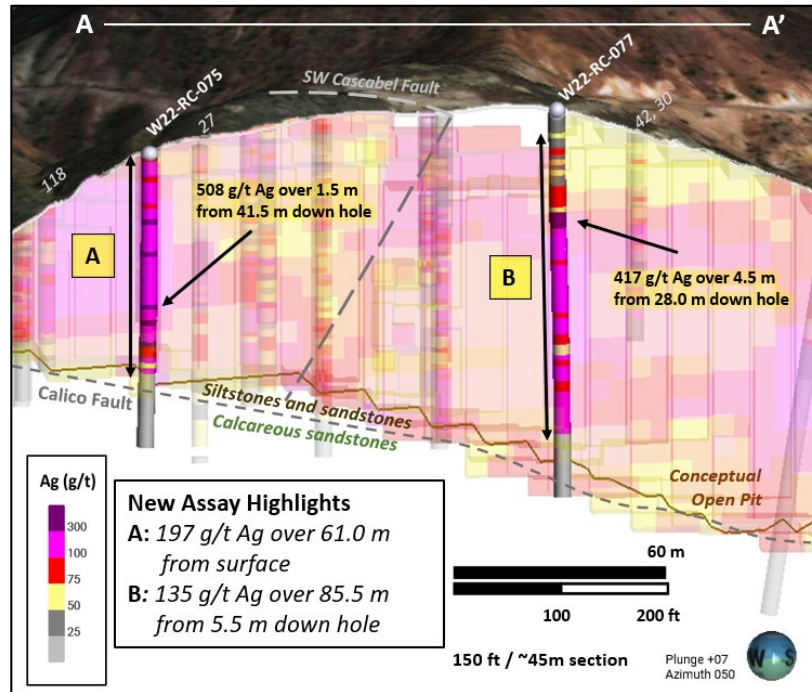 A
A'
W22-RC-075
SW Cascabel Fault
W22-RC-077
27
42, 30
118
508 g/t Ag over 1.5 m
from 41.5 m down hole
A
B
417 g/t Ag over 4.5 m
from 28.0 m down hole
Calico Fault
Siltstones and sandstones
Calcareous sandstones
Conceptual
Open Pit
Ag (g/t)
300
100
75
50
25
New Assay Highlights
A: 197 g/t Ag over 61.0 m
from surface
B: 135 g/t Ag over 85.5 m
from 5.5 m down hole
60 m
100
200 ft
150 ft / ~45m section
Plunge +07
Azimuth 050
W S